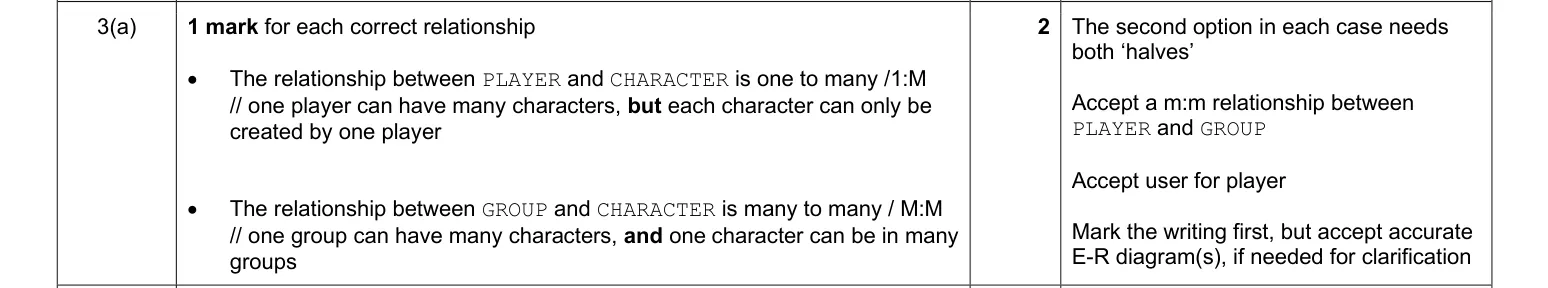 3(a)
1 mark for each correct relationship
• The relationship between PLAYER and CHARACTER is one to many /1:M
// one player can have many characters, but each character can only be
created by one player
• The relationship between GROUP and CHARACTER is many to many / M:M
// one group can have many characters, and one character can be in many
groups
2
The second option in each case needs
both ‘halves’
Accept a m:m relationship between
PLAYER and GROUP
Accept user for player
Mark the writing first, but accept accurate
E-R diagram(s), if needed for clarification